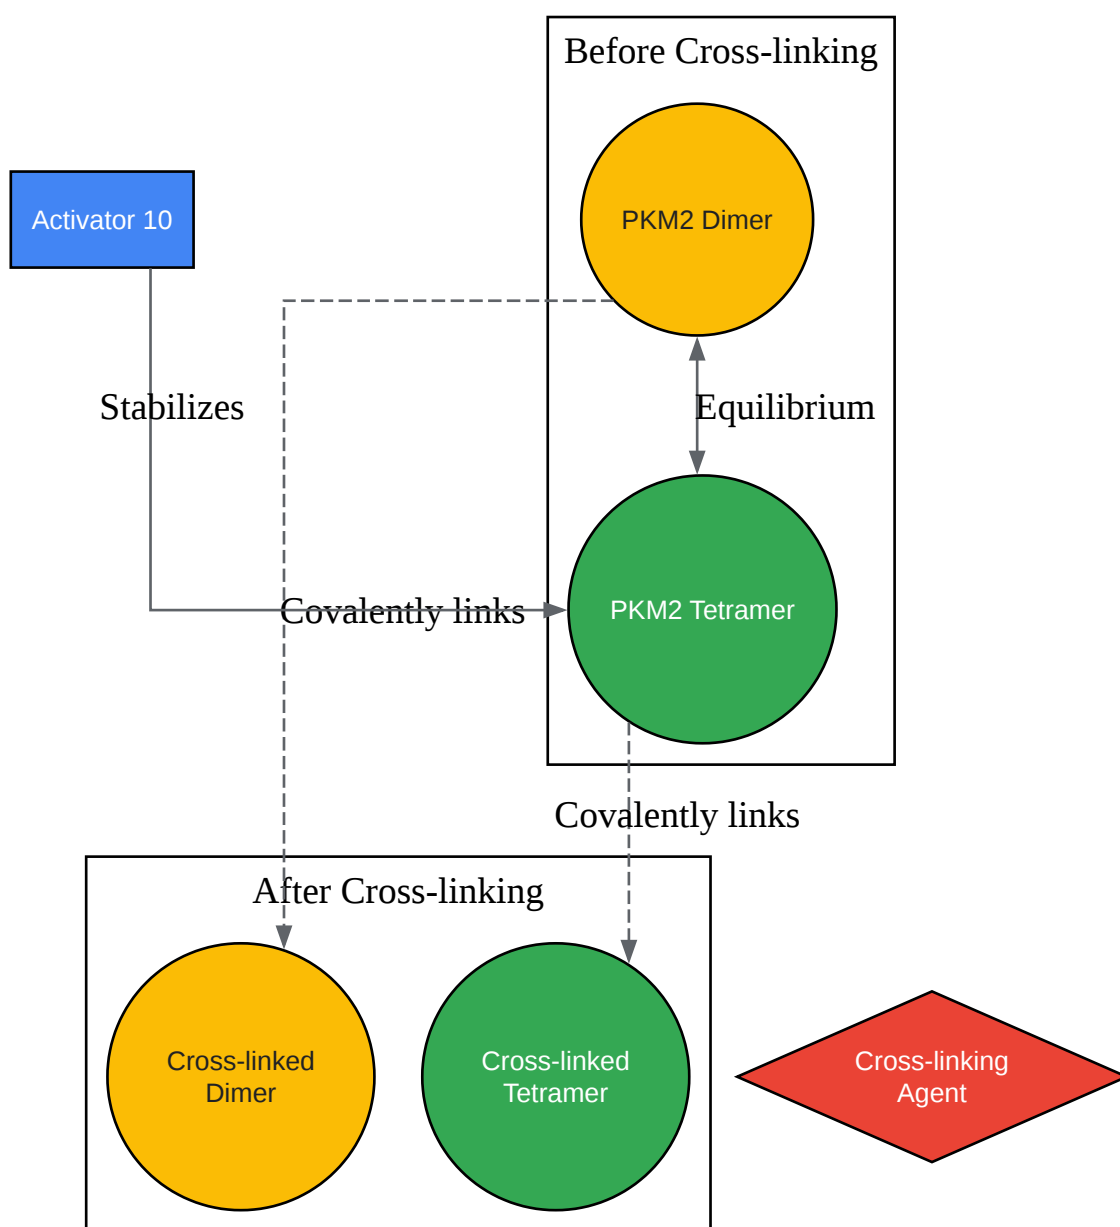 Before Cross-linking
Activator 10
PKM2 Dimer
Stabilizes
Equilibrium
Covalently links
PKM2 Tetramer
Covalently links
After Cross-linking
Cross-linked
Dimer
Cross-linked
Tetramer
Cross-linking
Agent